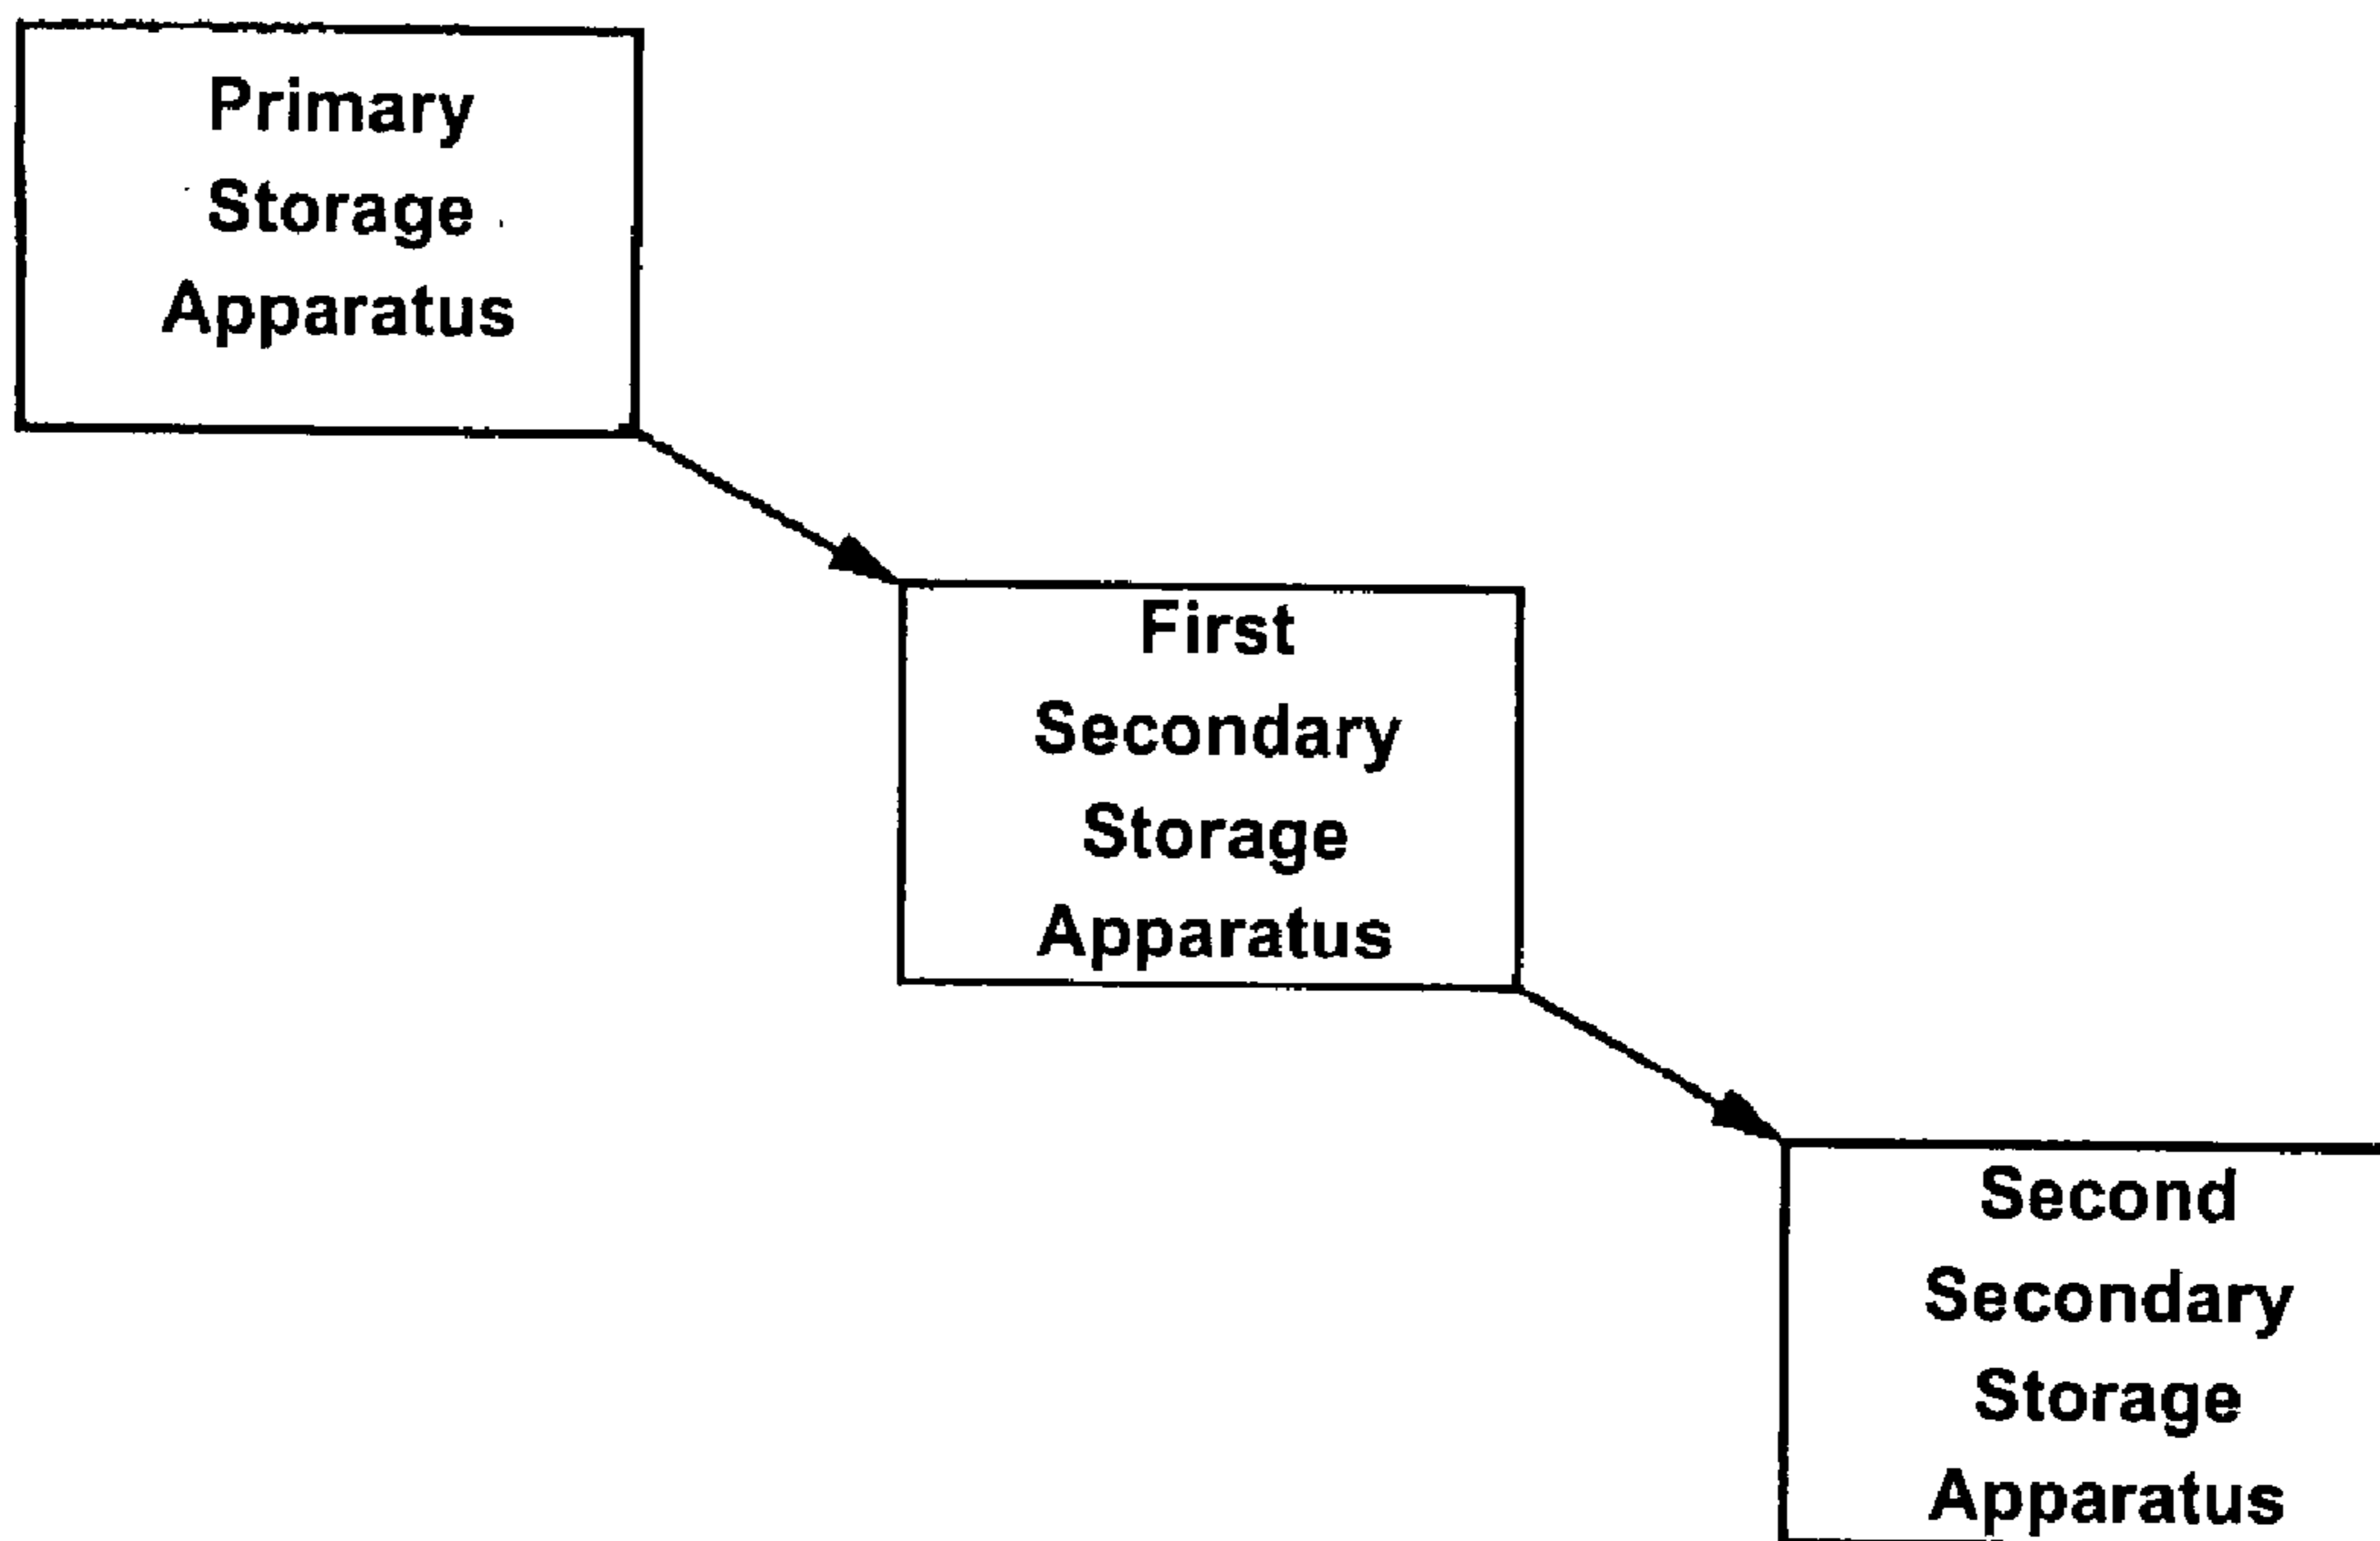 Primary
Storage
Apparatus
First
Secondary
Storage
Apparatus
Second
Secondary
Storage
Apparatus